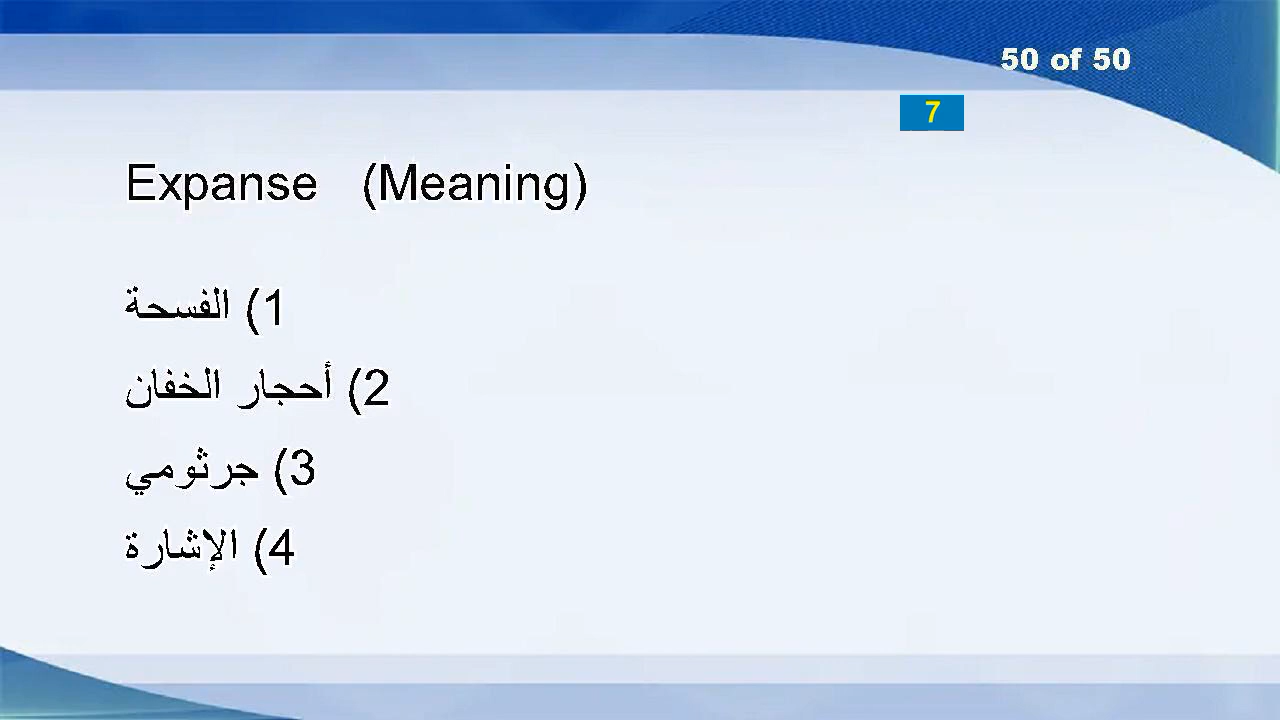 50 of 50
7
Expanse (Meaning)
1) الفسحة
2) أحجار الخفان
3) جرثومي
4) الإشارة